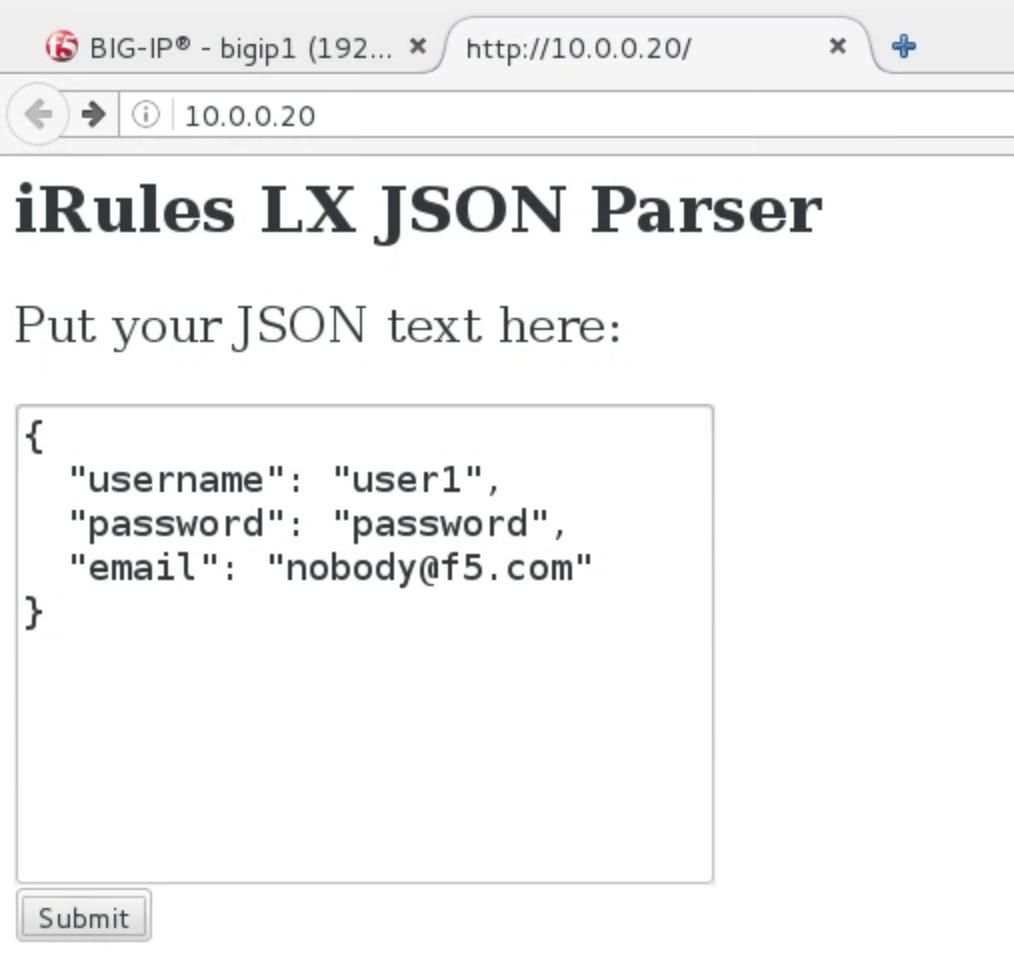 BIG-IP® - bigip1 (192... ×
http://10.0.0.20/ ×
10.0.0.20
iRules LX JSON Parser
Put your JSON text here:
{
  "username": "user1",
  "password": "password",
  "email": "nobody@f5.com"
}
Submit